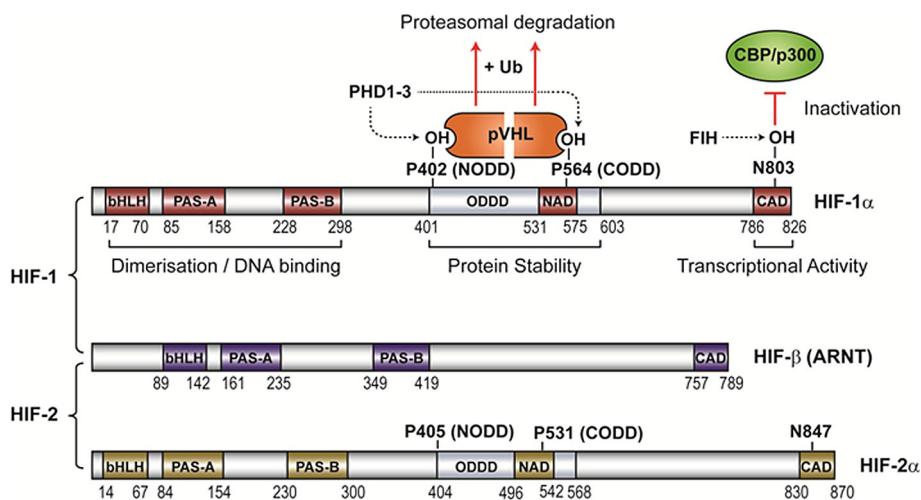 Proteasomal degradation
+ Ub
CBP/p300
PHD1-3
Inactivation
OH
pVHL
OH
FIH
OH
P402 (NODD)
P564 (CODD)
N803
bHLH
PAS-A
PAS-B
ODDD
NAD
CAD
HIF-1α
17 70 85 158 228 298 401 531 575 603 786 826
Dimerisation / DNA binding
Protein Stability
Transcriptional Activity
HIF-1
bHLH
PAS-A
PAS-B
CAD
HIF-β (ARNT)
89 142 161 235 349 419 757 789
HIF-2
P405 (NODD)
P531 (CODD)
N847
bHLH
PAS-A
PAS-B
ODDD
NAD
CAD
HIF-2α
14 67 84 154 230 300 404 496 542 568 830 870